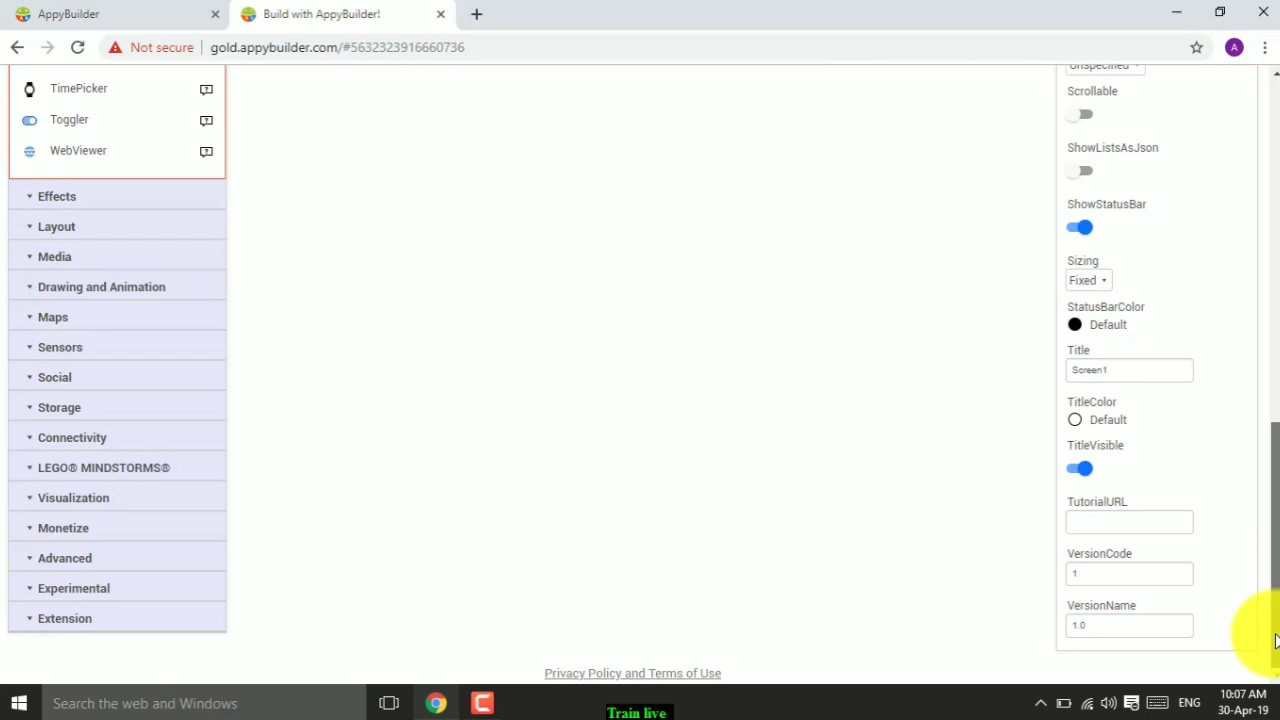 AppyBuilder
Build with AppyBuilder!
Not secure
gold.appybuilder.com/#5632323916660736
A
TimePicker
Toggler
WebViewer
Effects
Layout
Media
Drawing and Animation
Maps
Sensors
Social
Storage
Connectivity
LEGO® MINDSTORMS®
Visualization
Monetize
Advanced
Experimental
Extension
Unspecified
Scrollable
ShowListsAsJson
ShowStatusBar
Sizing
Fixed
StatusBarColor
Default
Title
Screen1
TitleColor
Default
TitleVisible
TutorialURL
VersionCode
1
VersionName
1.0
Privacy Policy and Terms of Use
Search the web and Windows
Train live
ENG
10:07 AM
30-Apr-19